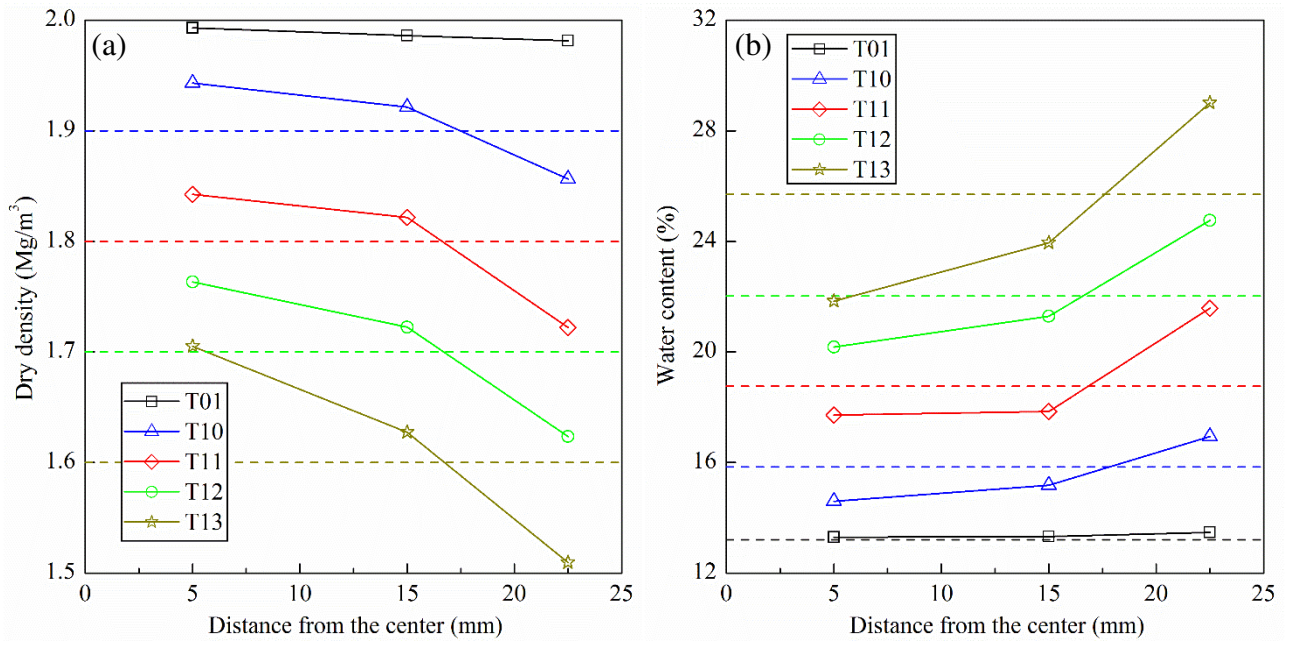 (a)
Dry density (Mg/m³)
2.0
1.9
1.8
1.7
1.6
1.5
T01
T10
T11
T12
T13
0 5 10 15 20 25
Distance from the center (mm)
(b)
Water content (%)
32
28
24
20
16
12
T01
T10
T11
T12
T13
0 5 10 15 20 25
Distance from the center (mm)